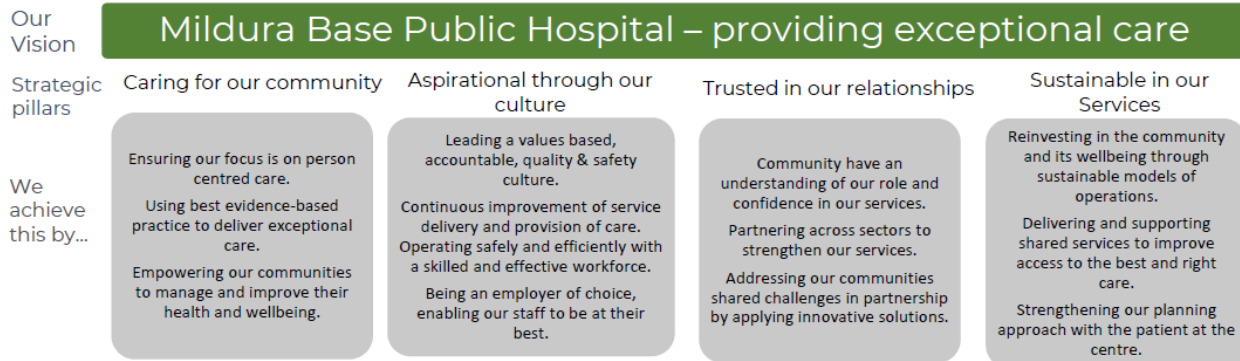 Our
Vision
Mildura Base Public Hospital – providing exceptional care
Strategic
pillars
Caring for our community
Aspirational through our
culture
Trusted in our relationships
Sustainable in our
Services
We
achieve
this by...
Ensuring our focus is on person
centred care.
Using best evidence-based
practice to deliver exceptional
care.
Empowering our communities
to manage and improve their
health and wellbeing.
Leading a values based,
accountable, quality & safety
culture.
Continuous improvement of service
delivery and provision of care.
Operating safely and efficiently with
a skilled and effective workforce.
Being an employer of choice,
enabling our staff to be at their
best.
Community have an
understanding of our role and
confidence in our services.
Partnering across sectors to
strengthen our services.
Addressing our communities
shared challenges in partnership
by applying innovative solutions.
Reinvesting in the community
and its wellbeing through
sustainable models of
operations.
Delivering and supporting
shared services to improve
access to the best and right
care.
Strengthening our planning
approach with the patient at the
centre.